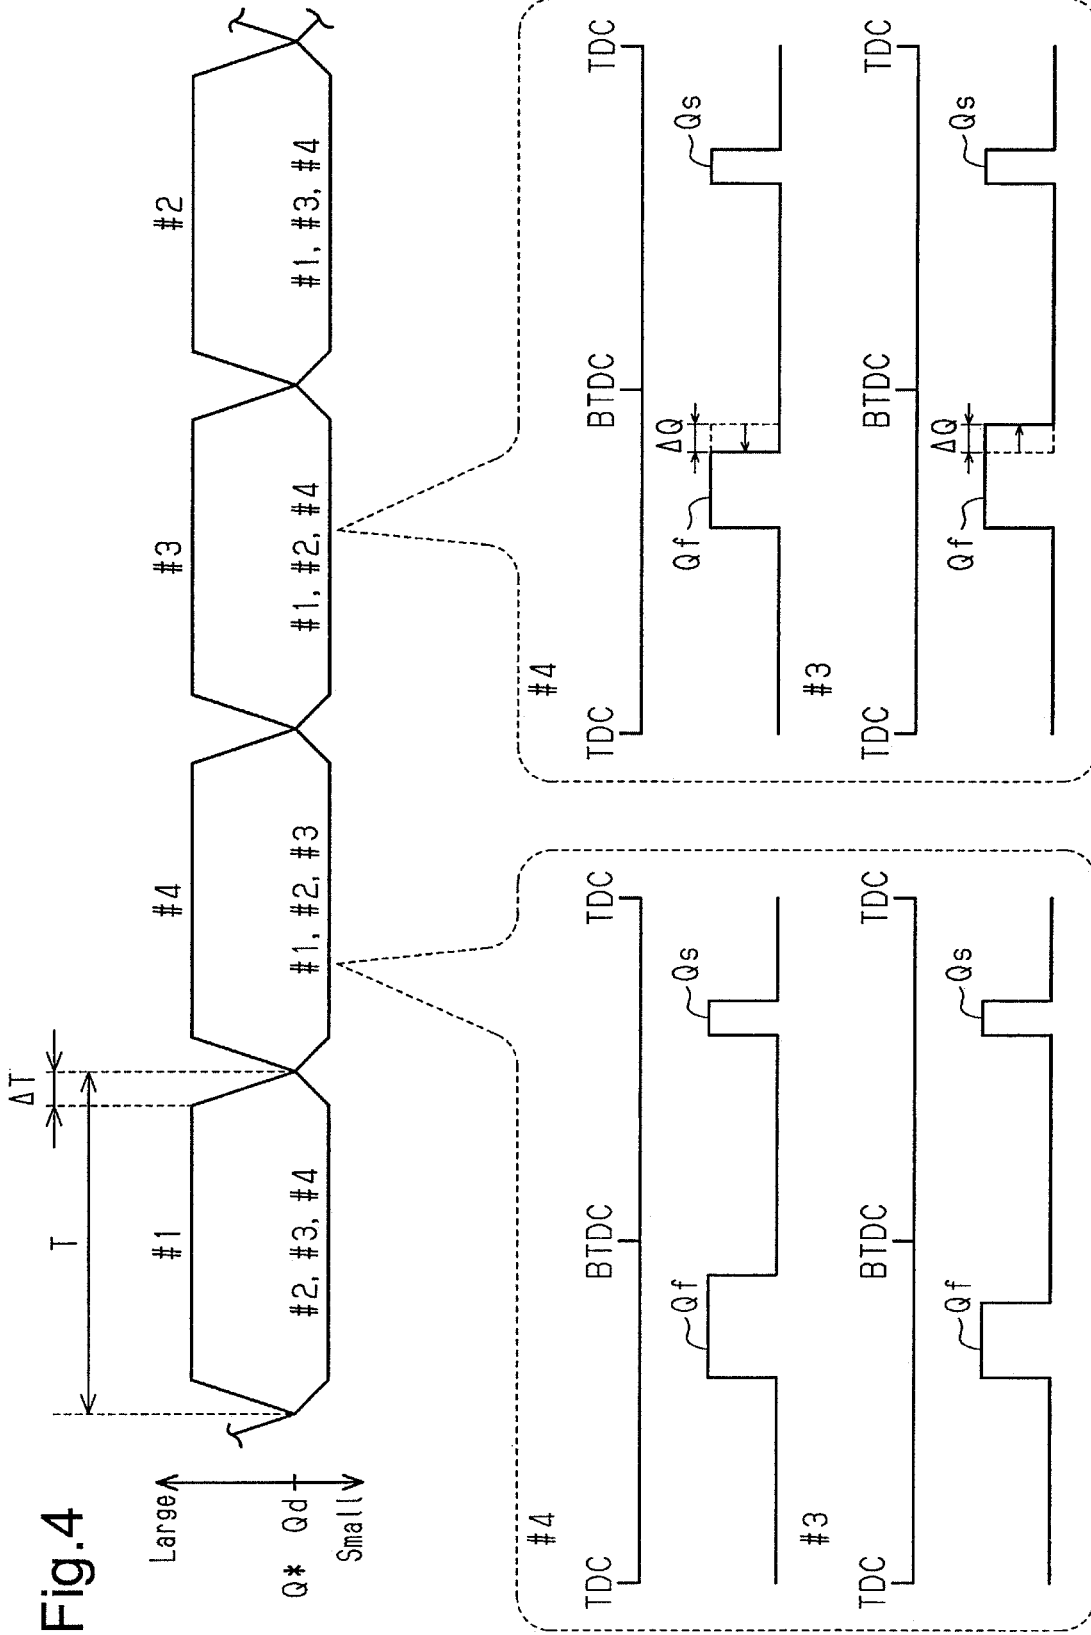 Fig.4
ΔT
T
Large
Q* Qd
Small
#1
#4
#3
#2
#2, #3, #4
#1, #2, #3
#1, #2, #4
#1, #3, #4
#4
TDC
BTDC
TDC
Qf
Qs
#3
TDC
BTDC
TDC
Qf
Qs
#4
TDC
BTDC
TDC
Qf
ΔQ
Qs
#3
TDC
BTDC
TDC
Qf
ΔQ
Qs